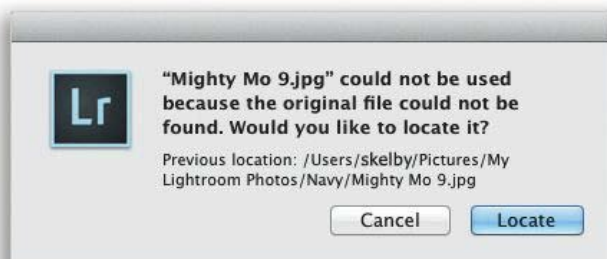 Lr
“Mighty Mo 9.jpg” could not be used
because the original file could not be
found. Would you like to locate it?
Previous location: /Users/skelby/Pictures/My
Lightroom Photos/Navy/Mighty Mo 9.jpg
Cancel
Locate